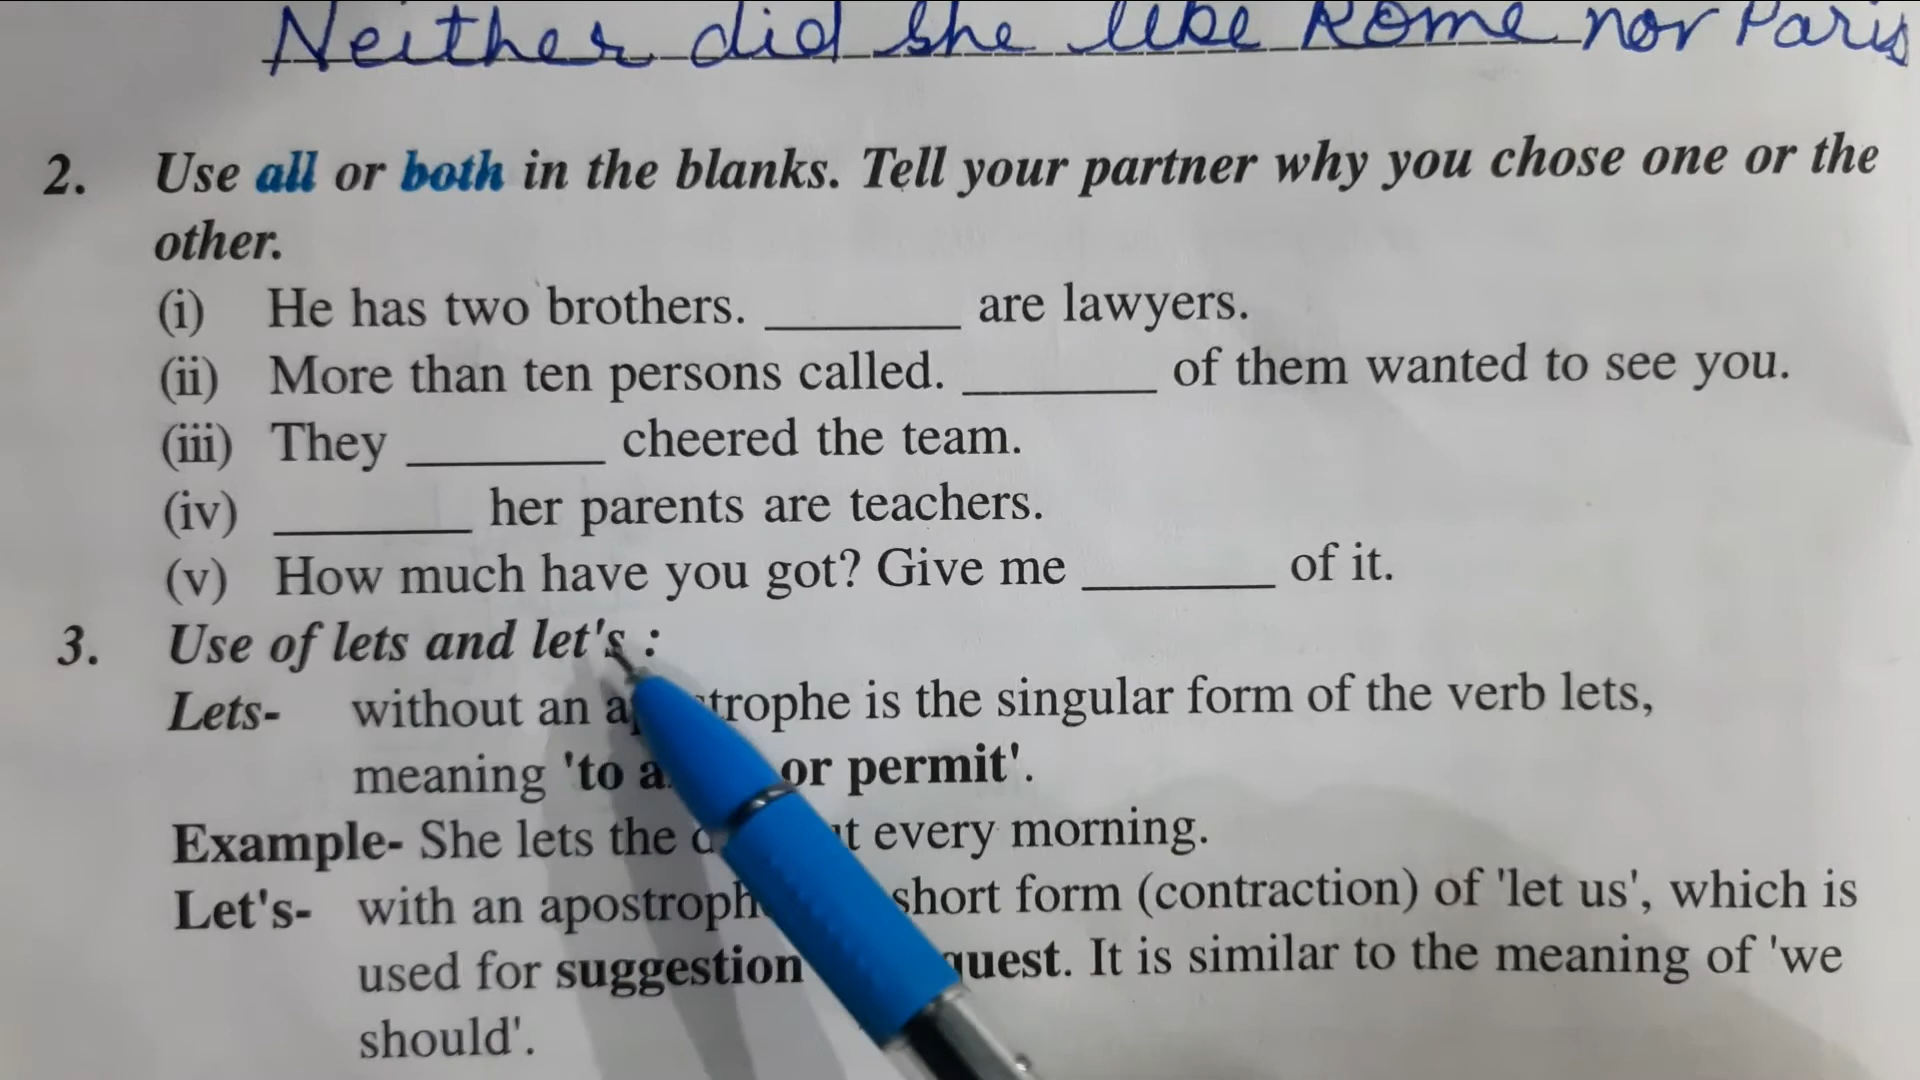 Neither did she like Rome nor Paris
2. Use all or both in the blanks. Tell your partner why you chose one or the
other.
(i) He has two brothers. ________ are lawyers.
(ii) More than ten persons called. ________ of them wanted to see you.
(iii) They ________ cheered the team.
(iv) ________ her parents are teachers.
(v) How much have you got? Give me ________ of it.
3. Use of lets and let's :
Lets- without an trophe is the singular form of the verb lets,
meaning 'to or permit'.
Example- She lets the every morning.
Let's- with an short form (contraction) of 'let us', which is
used for suggestion . It is similar to the meaning of 'we
should'.